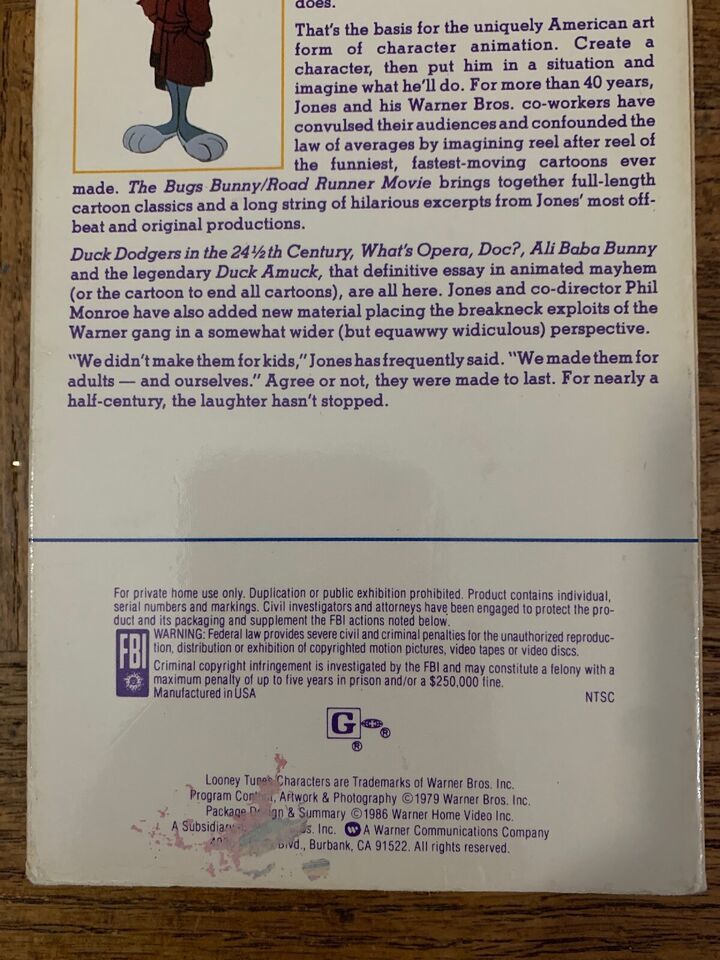 does.
That's the basis for the uniquely American art
form of character animation. Create a
character, then put him in a situation and
imagine what he'll do. For more than 40 years,
Jones and his Warner Bros. co-workers have
convulsed their audiences and confounded the
law of averages by imagining reel after reel of
the funniest, fastest-moving cartoons ever
made. The Bugs Bunny/Road Runner Movie brings together full-length
cartoon classics and a long string of hilarious excerpts from Jones' most off-
beat and original productions.
Duck Dodgers in the 24½th Century, What's Opera, Doc?, Ali Baba Bunny
and the legendary Duck Amuck, that definitive essay in animated mayhem
(or the cartoon to end all cartoons), are all here. Jones and co-director Phil
Monroe have also added new material placing the breakneck exploits of the
Warner gang in a somewhat wider (but equawwy widiculous) perspective.
"We didn't make them for kids," Jones has frequently said. "We made them for
adults — and ourselves." Agree or not, they were made to last. For nearly a
half-century, the laughter hasn't stopped.
For private home use only. Duplication or public exhibition prohibited. Product contains individual,
serial numbers and markings. Civil investigators and attorneys have been engaged to protect the pro-
duct and its packaging and supplement the FBI actions noted below.
FBI
WARNING: Federal law provides severe civil and criminal penalties for the unauthorized reproduc-
tion, distribution or exhibition of copyrighted motion pictures, video tapes or video discs.
Criminal copyright infringement is investigated by the FBI and may constitute a felony with a
maximum penalty of up to five years in prison and/or a $250,000 fine.
Manufactured in USA
NTSC
G ® ®
Looney Tunes Characters are Trademarks of Warner Bros. Inc.
Program Artwork & Photography ©1979 Warner Bros. Inc.
Package & Summary ©1986 Warner Home Video Inc.
A Inc. A Warner Communications Company
Blvd., Burbank, CA 91522. All rights reserved.